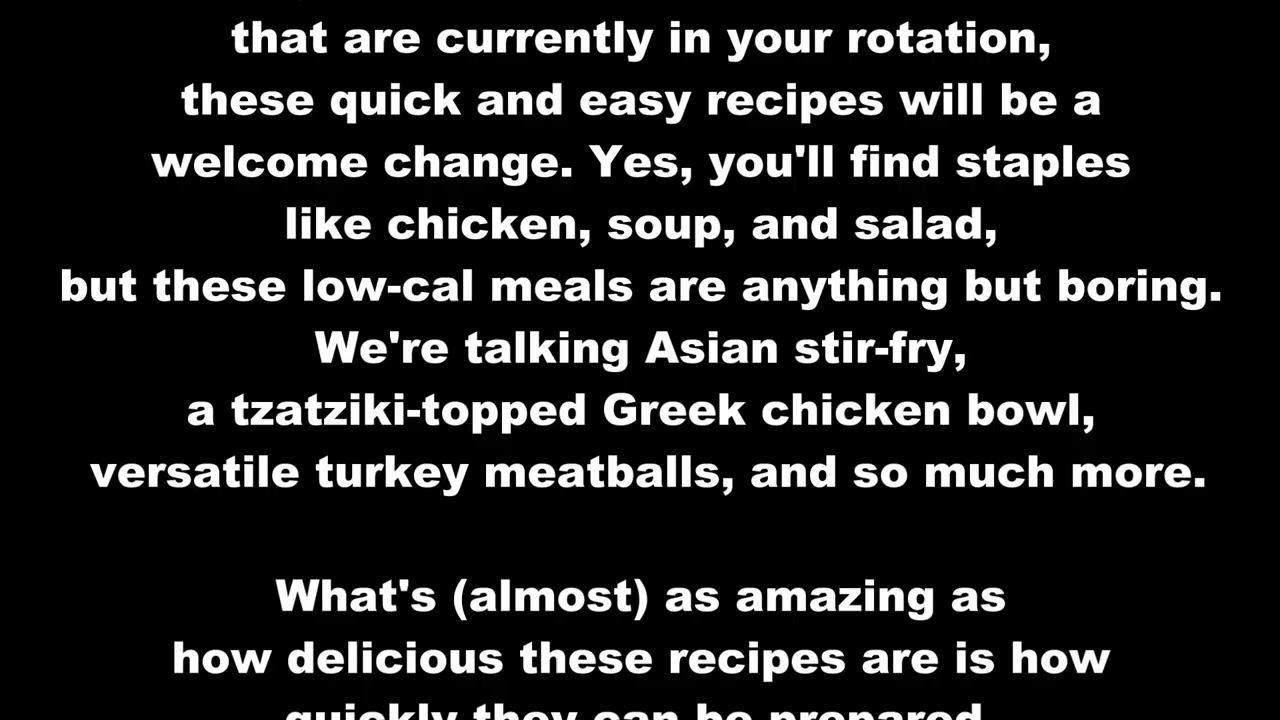 that are currently in your rotation,
these quick and easy recipes will be a
welcome change. Yes, you'll find staples
like chicken, soup, and salad,
but these low-cal meals are anything but boring.
We're talking Asian stir-fry,
a tzatziki-topped Greek chicken bowl,
versatile turkey meatballs, and so much more.
What's (almost) as amazing as
how delicious these recipes are is how
quickly they can be prepared